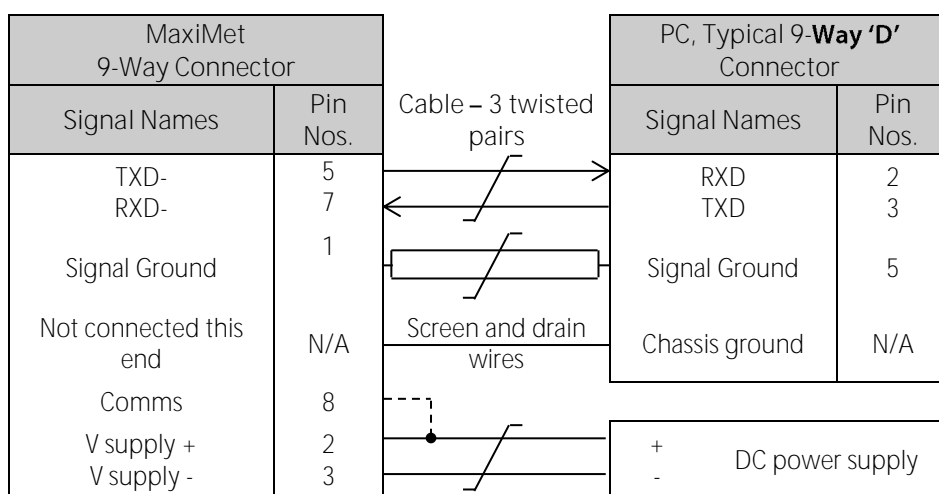 MaxiMet
9-Way Connector
Signal Names
Pin
Nos.
Cable – 3 twisted
pairs
PC, Typical 9-Way ‘D’
Connector
Signal Names
Pin
Nos.
TXD-
5
RXD
2
RXD-
7
TXD
3
Signal Ground
1
Signal Ground
5
Not connected this
end
N/A
Screen and drain
wires
Chassis ground
N/A
Comms
8
V supply +
2
+
V supply -
3
-
DC power supply